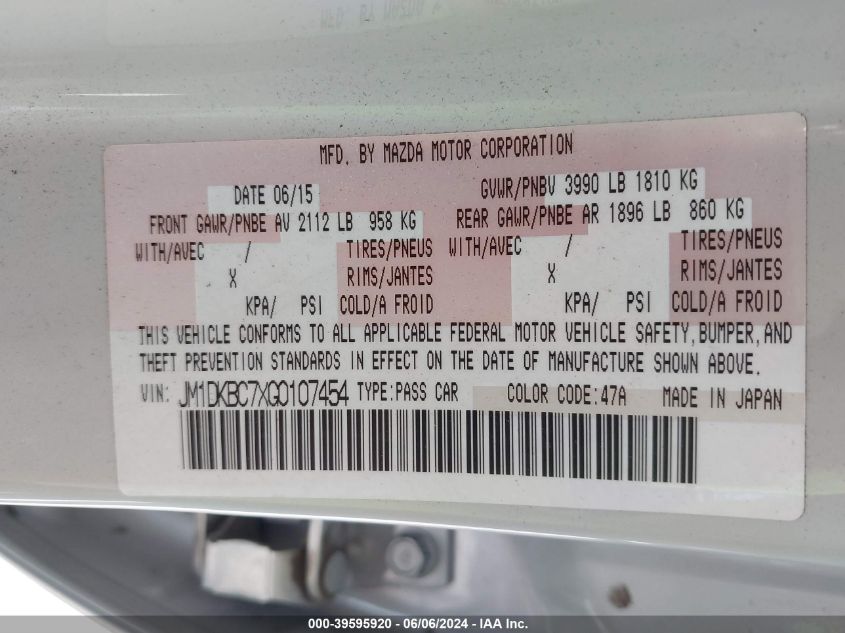 MFD. BY MAZDA MOTOR CORPORATION
DATE 06/15 GVWR/PNBV 3990 LB 1810 KG
FRONT GAWR/PNBE AV 2112 LB 958 KG REAR GAWR/PNBE AR 1896 LB 860 KG
WITH/AVEC / TIRES/PNEUS WITH/AVEC / TIRES/PNEUS
X RIMS/JANTES X RIMS/JANTES
KPA/ PSI COLD/A FROID KPA/ PSI COLD/A FROID
THIS VEHICLE CONFORMS TO ALL APPLICABLE FEDERAL MOTOR VEHICLE SAFETY, BUMPER, AND
THEFT PREVENTION STANDARDS IN EFFECT ON THE DATE OF MANUFACTURE SHOWN ABOVE.
VIN: JM1DKBC7XG0107454 TYPE:PASS CAR COLOR CODE:47A MADE IN JAPAN
000-39595920 - 06/06/2024 - IAA Inc.